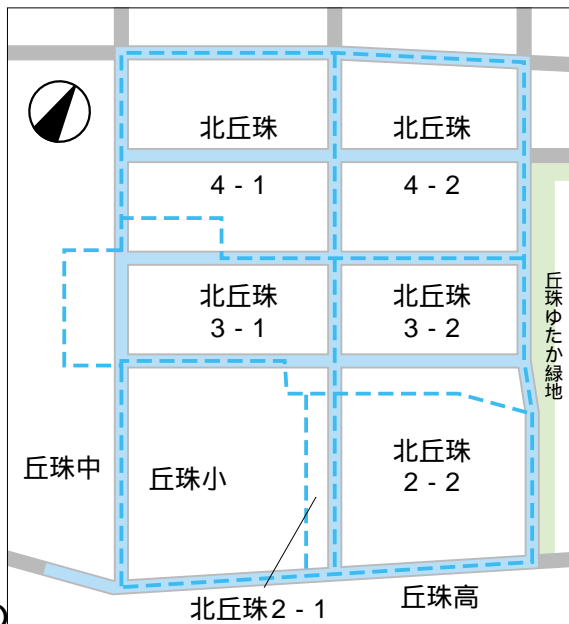 北丘珠
4 - 1
北丘珠
4 - 2
北丘珠
3 - 1
北丘珠
3 - 2
丘珠ゆたか緑地
丘珠中
丘珠小
北丘珠
2 - 2
北丘珠2 - 1
丘珠高